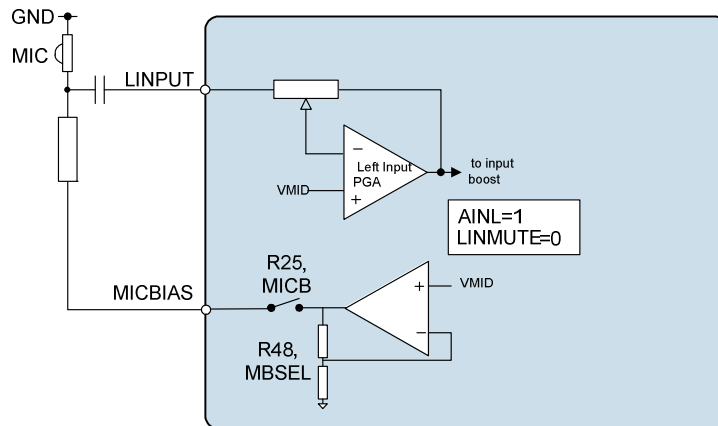 GND
MIC
LINPUT
−
Left Input
PGA
VMID
+
to input
boost
AINL=1
LINMUTE=0
R25,
MICB
MICBIAS
+
VMID
−
R48,
MBSEL